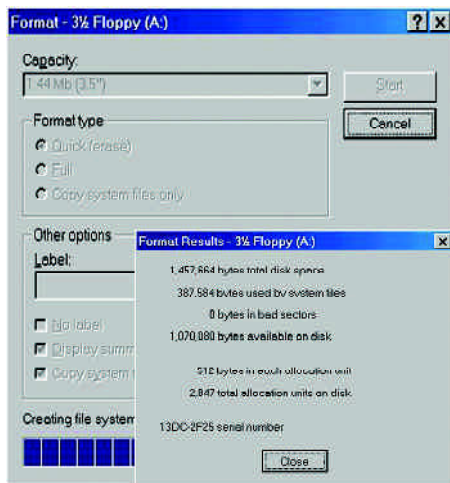 Format - 3½ Floppy (A:)
Capacity:
1.44 Mb (3.5")
Start
Format type
Cancel
Quick (erase)
Full
Copy system files only
Other options
Format Results - 3½ Floppy (A:)
Label:
1,457,664 bytes total disk space
387,584 bytes used by system files
0 bytes in bad sectors
No label
1,070,080 bytes available on disk
Display summ
512 bytes in each allocation unit
Copy system
2,847 total allocation units on disk
Creating file system
13DC-2F25 serial number
Close